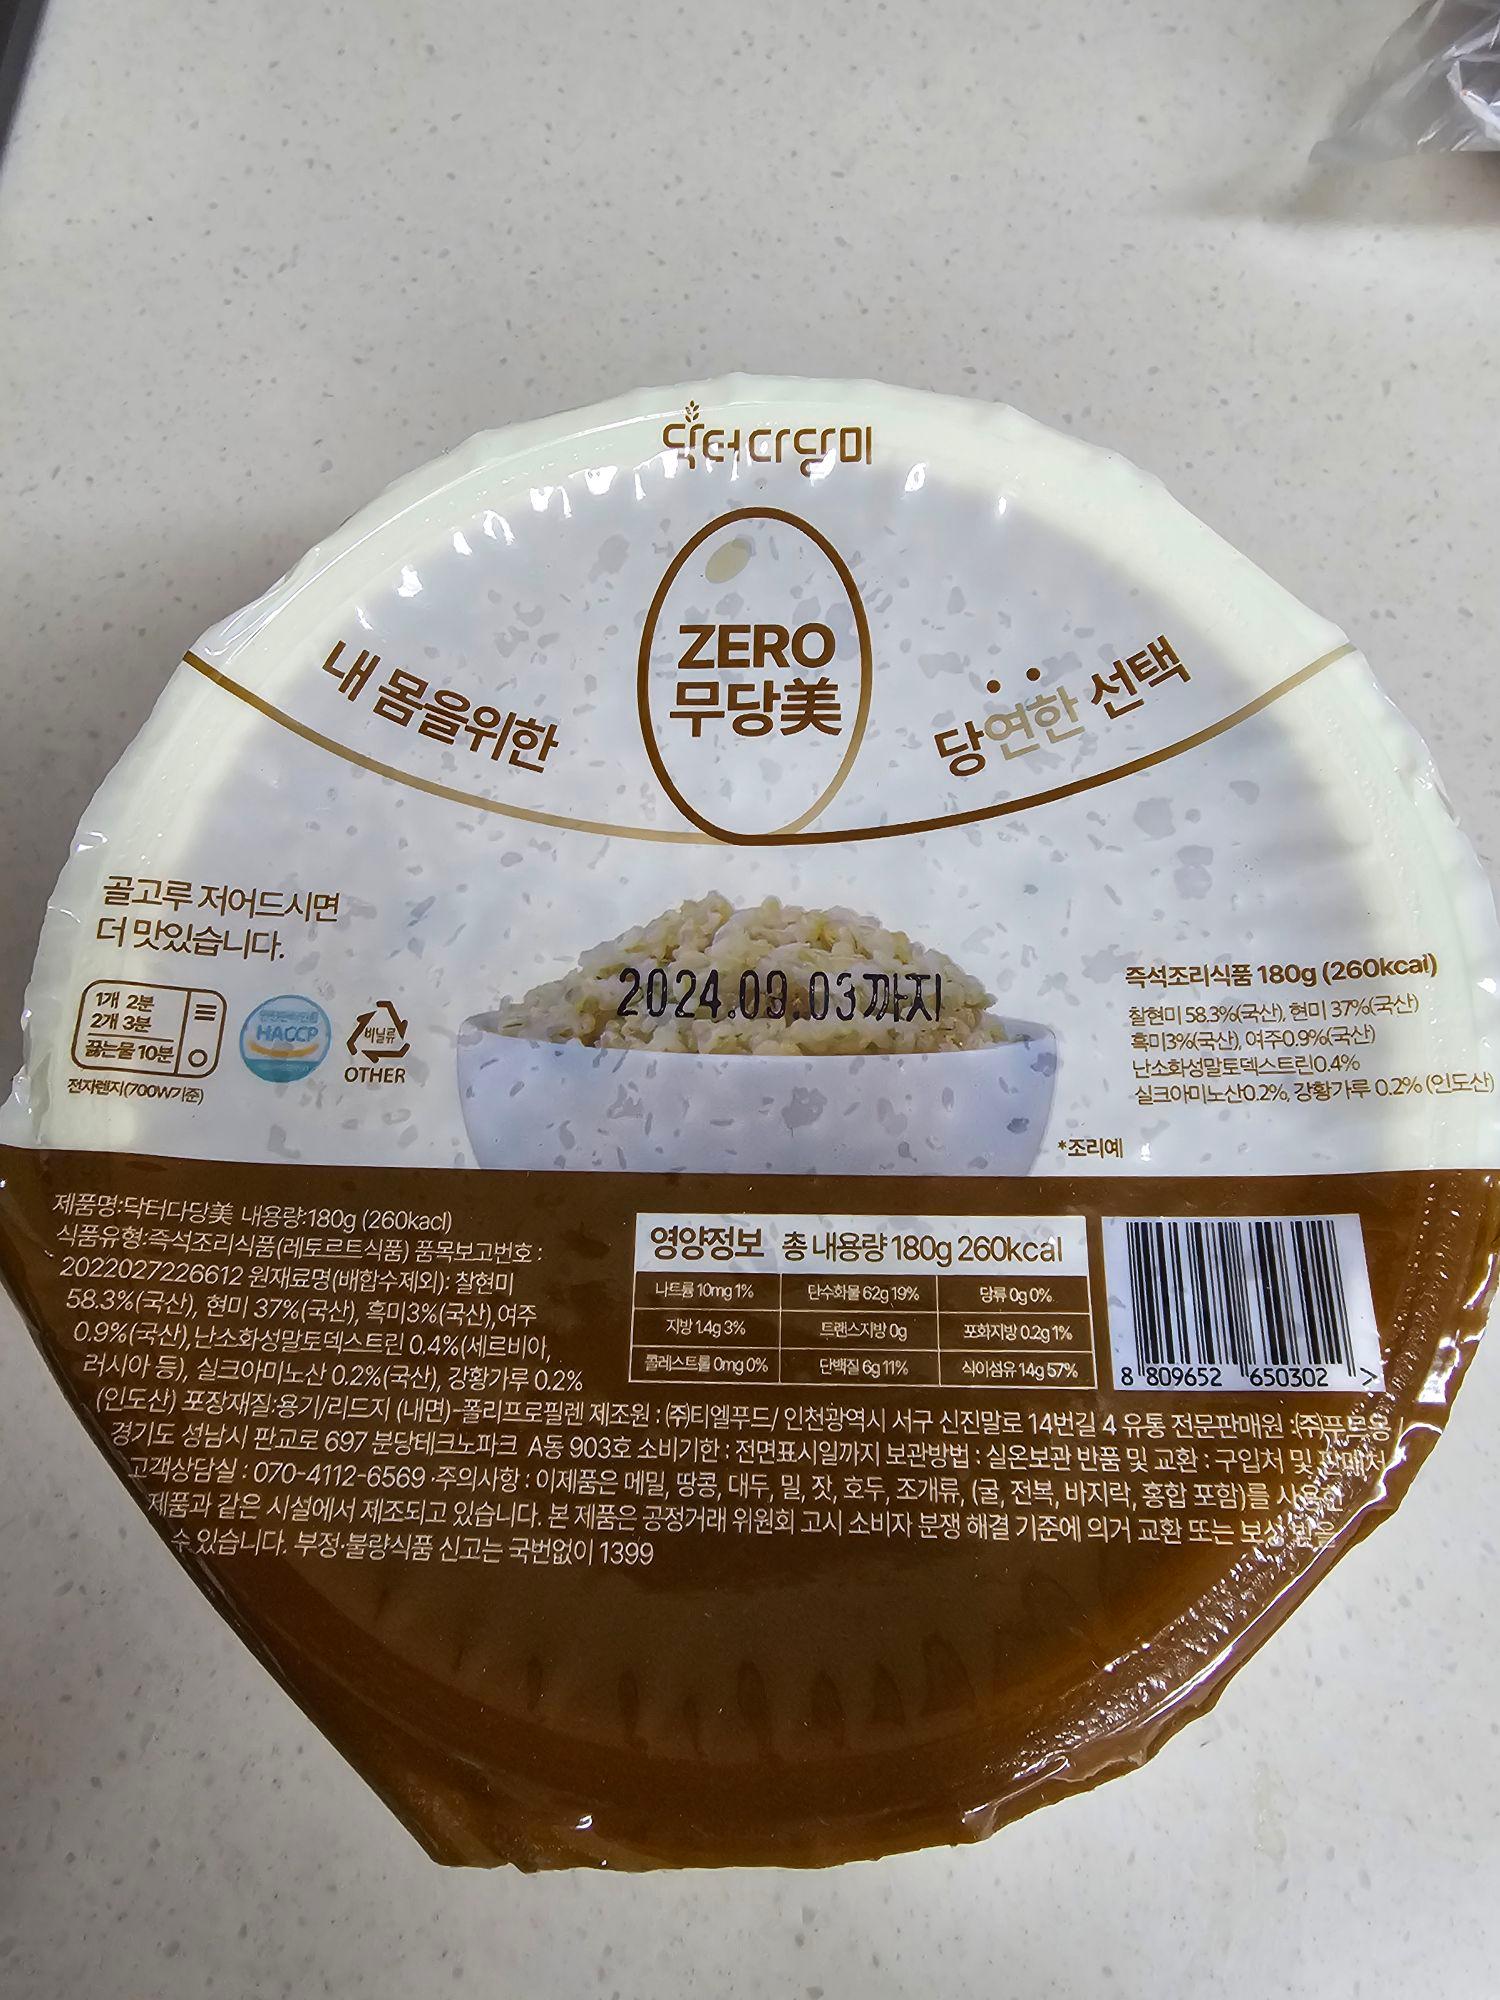 닥터다당미
ZERO
무당美
내 몸을위한
당연한 선택
골고루 저어드시면
더 맛있습니다.
1개 2분
2개 3분
끓는물 10분
전자렌지(700W기준)
HACCP
비닐류
OTHER
2024.09.03까지
즉석조리식품 180g (260kcal)
찰현미 58.3%(국산), 현미 37%(국산)
흑미3%(국산), 여주0.9%(국산)
난소화성말토덱스트린0.4%
실크아미노산0.2%, 강황가루 0.2% (인도산)
*조리예
제품명:닥터다당美 내용량:180g (260kacl)
식품유형:즉석조리식품(레토르트식품) 품목보고번호 :
2022027226612 원재료명(배합수제외): 찰현미
58.3%(국산), 현미 37%(국산), 흑미3%(국산),여주
0.9%(국산),난소화성말토덱스트린 0.4%(세르비아,
러시아 등), 실크아미노산 0.2%(국산), 강황가루 0.2%
(인도산) 포장재질:용기/리드지 (내면)-폴리프로필렌 제조원 : ㈜티엘푸드/ 인천광역시 서구 신진말로 14번길 4 유통 전문판매원 :㈜푸르옹/
경기도 성남시 판교로 697 분당테크노파크 A동 903호 소비기한 : 전면표시일까지 보관방법 : 실온보관 반품 및 교환 : 구입처 및 판매처/
고객상담실 : 070-4112-6569 ·주의사항 : 이제품은 메밀, 땅콩, 대두, 밀, 잣, 호두, 조개류, (굴, 전복, 바지락, 홍합 포함)를 사용한
제품과 같은 시설에서 제조되고 있습니다. 본 제품은 공정거래 위원회 고시 소비자 분쟁 해결 기준에 의거 교환 또는 보상 받을
수 있습니다. 부정·불량식품 신고는 국번없이 1399
영양정보 총 내용량 180g 260kcal
나트륨 10mg 1% 탄수화물 62g 19% 당류 0g 0%
지방 1.4g 3% 트랜스지방 0g 포화지방 0.2g 1%
콜레스트롤 0mg 0% 단백질 6g 11% 식이섬유 14g 57%
8 809652 650302 >